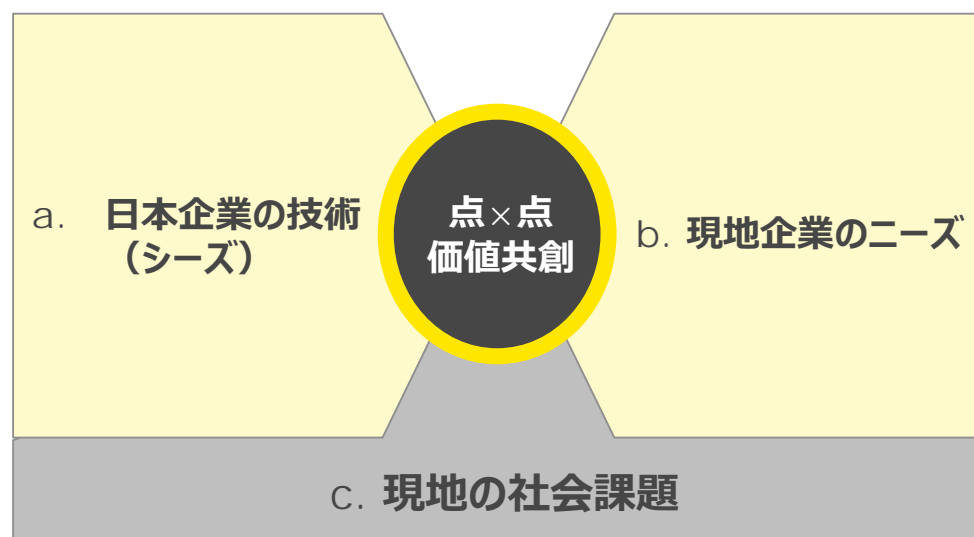 a. 日本企業の技術
（シーズ）
点×点
価値共創
b. 現地企業のニーズ
c. 現地の社会課題